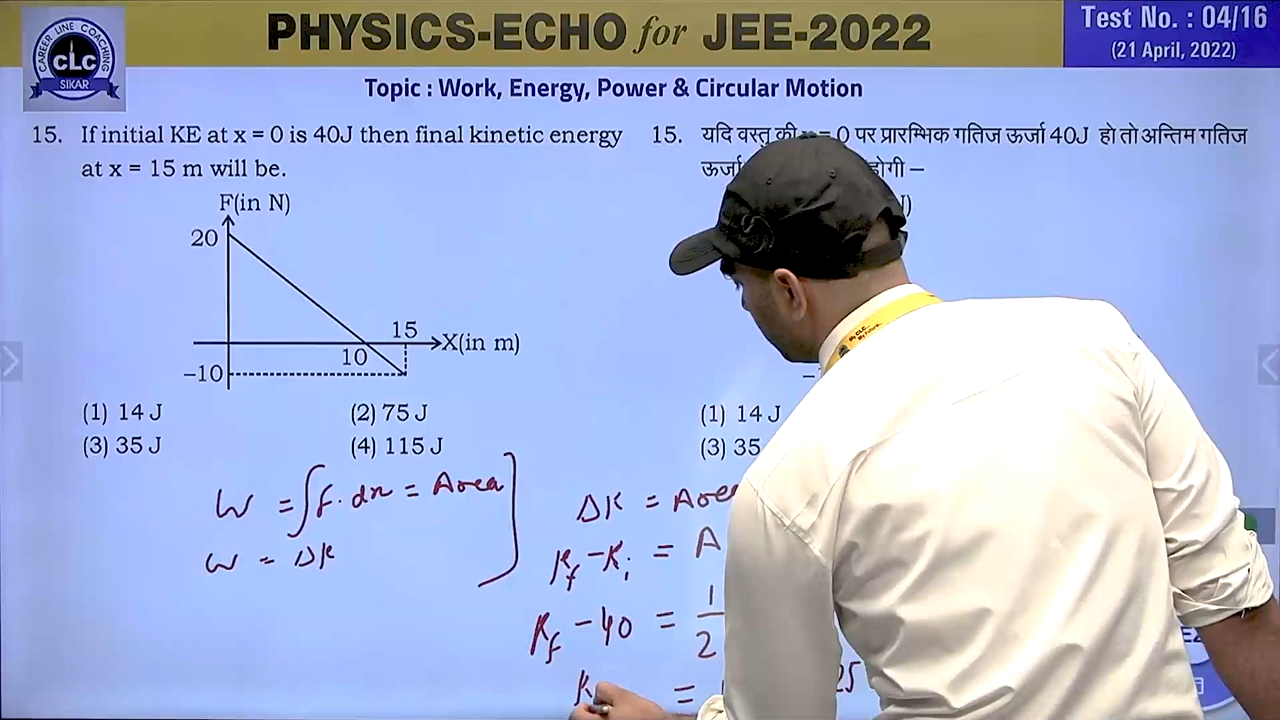 CAREER LINE COACHING
CLC
SIKAR
PHYSICS-ECHO for JEE-2022
Test No. : 04/16
(21 April, 2022)
Topic : Work, Energy, Power & Circular Motion
15. If initial KE at x = 0 is 40J then final kinetic energy
at x = 15 m will be.
F(in N)
20
15
X(in m)
10
–10
(1) 14 J (2) 75 J
(3) 35 J (4) 115 J
W = ∫F. dx = Area
W = ΔK
15. यदि वस्तु की 0 पर प्रारम्भिक गतिज ऊर्जा 40J हो तो अन्तिम गतिज
ऊर्जा होगी –
(1) 14 J
(3) 35
ΔK = Area
Kf - Ki = A
Kf - 40 = 1/2
K = 25